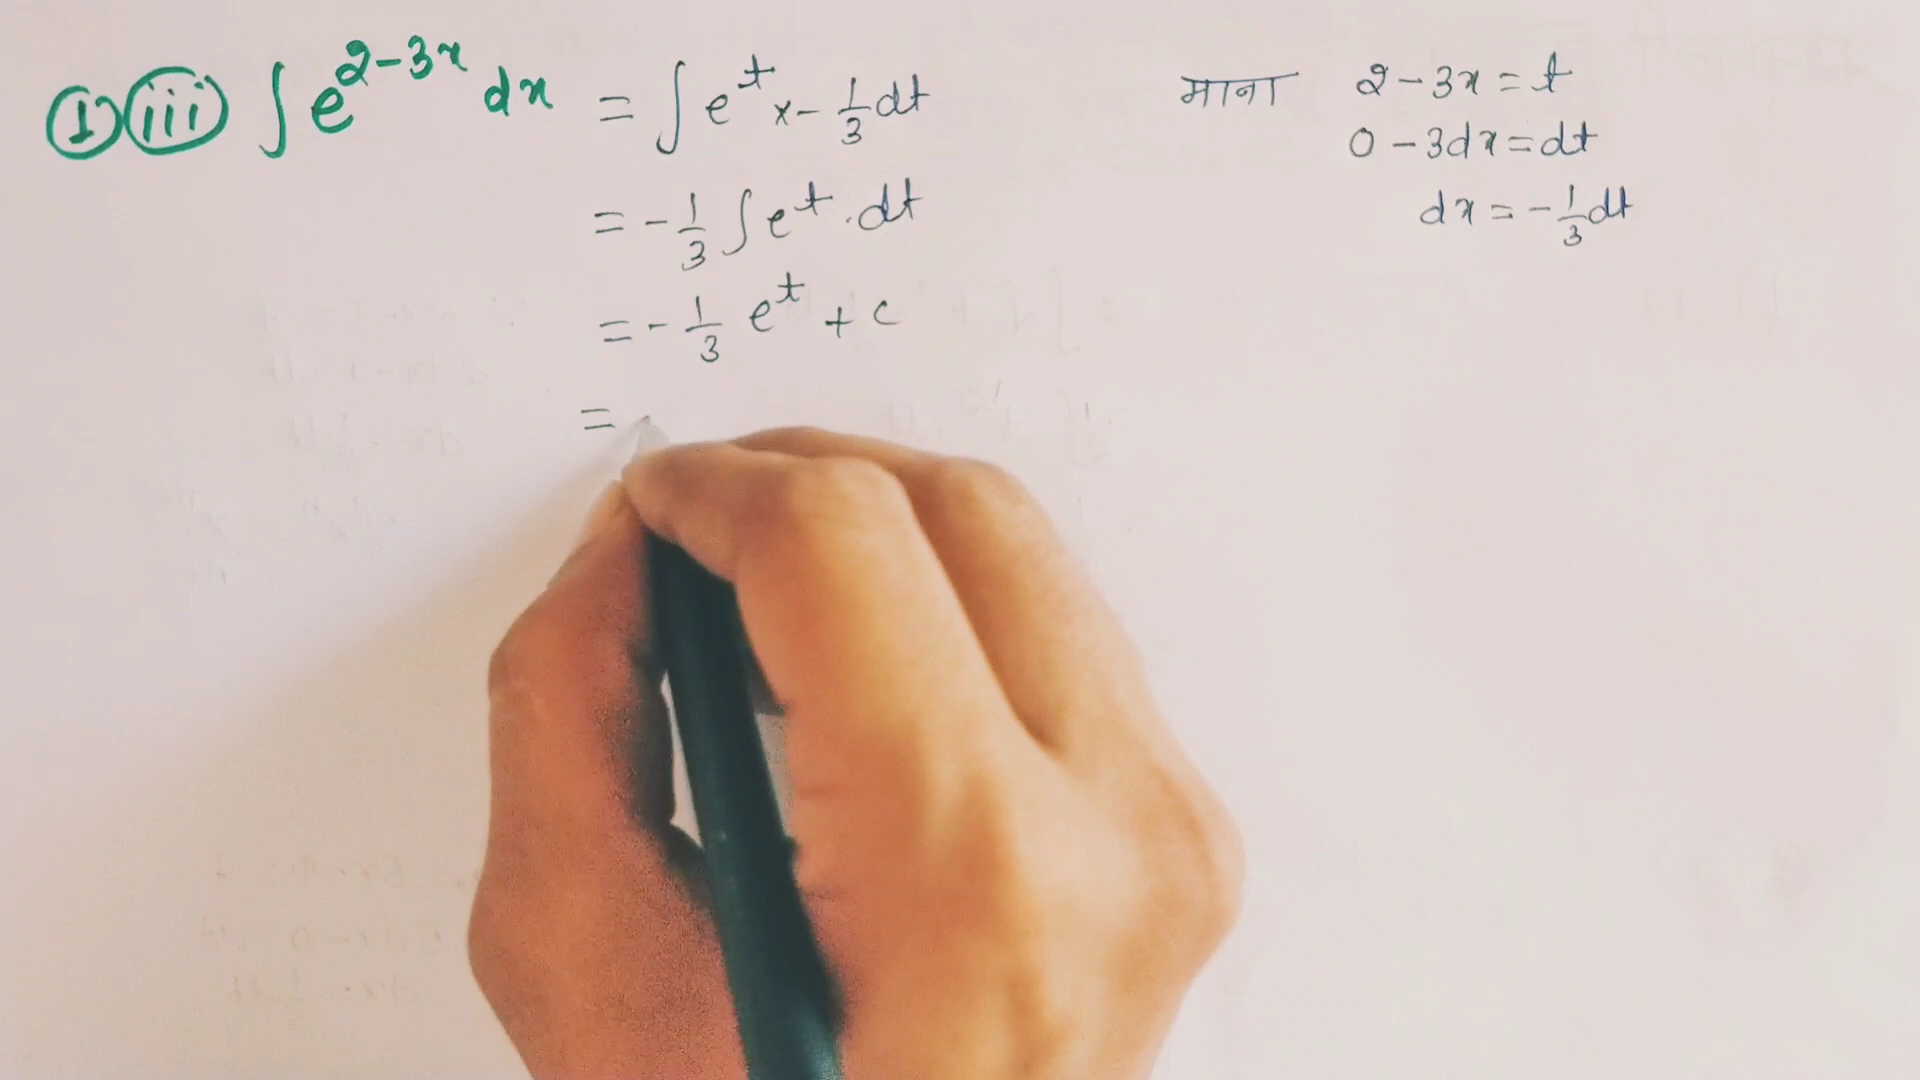 ① ⅲ ∫ e^{2-3x} dx = ∫ e^t x - 1/3 dt
= - 1/3 ∫ e^t . dt
= - 1/3 e^t + c
=
माना 2 - 3x = t
0 - 3dx = dt
dx = - 1/3 dt